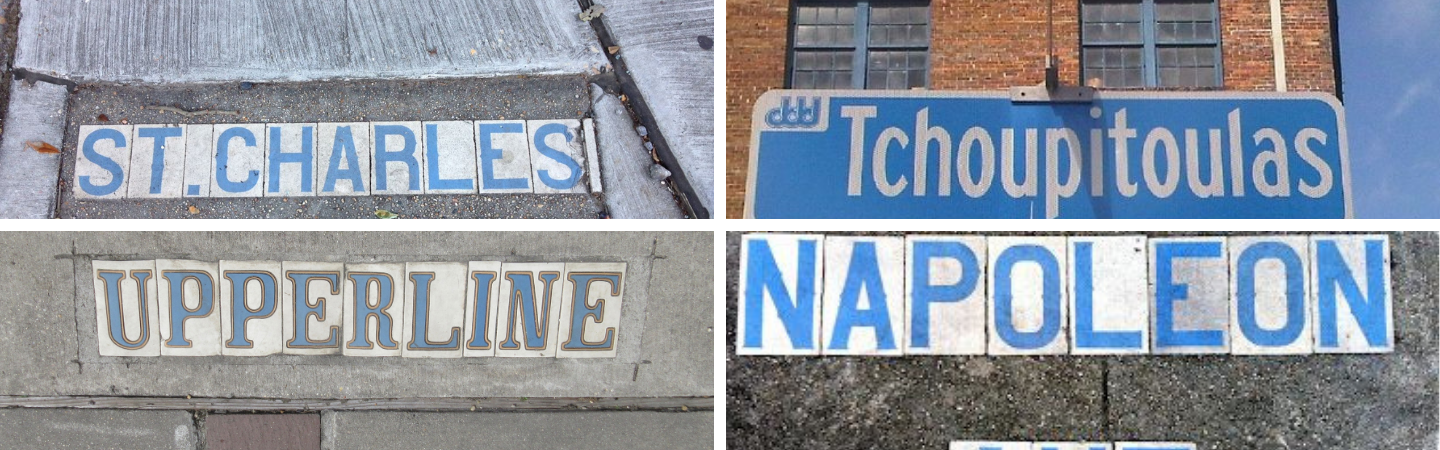 ST. CHARLES
Tchoupitoulas
UPPERLINE
NAPOLEON